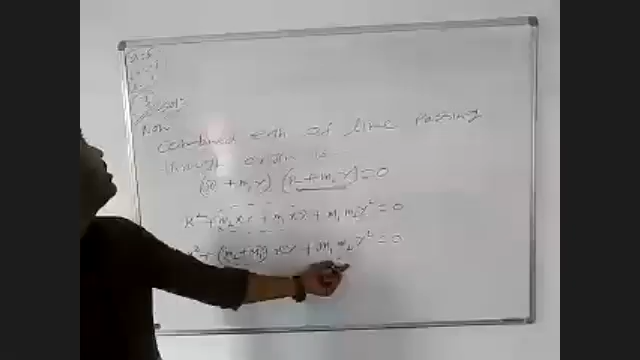 Now
combined eqn of line passing
through origin is
(x + m₁y) (x + m₂y) = 0
x² + m₂xy + m₁xy + m₁m₂y² = 0
x² + (m₂+m₁)xy + m₁m₂y² = 0